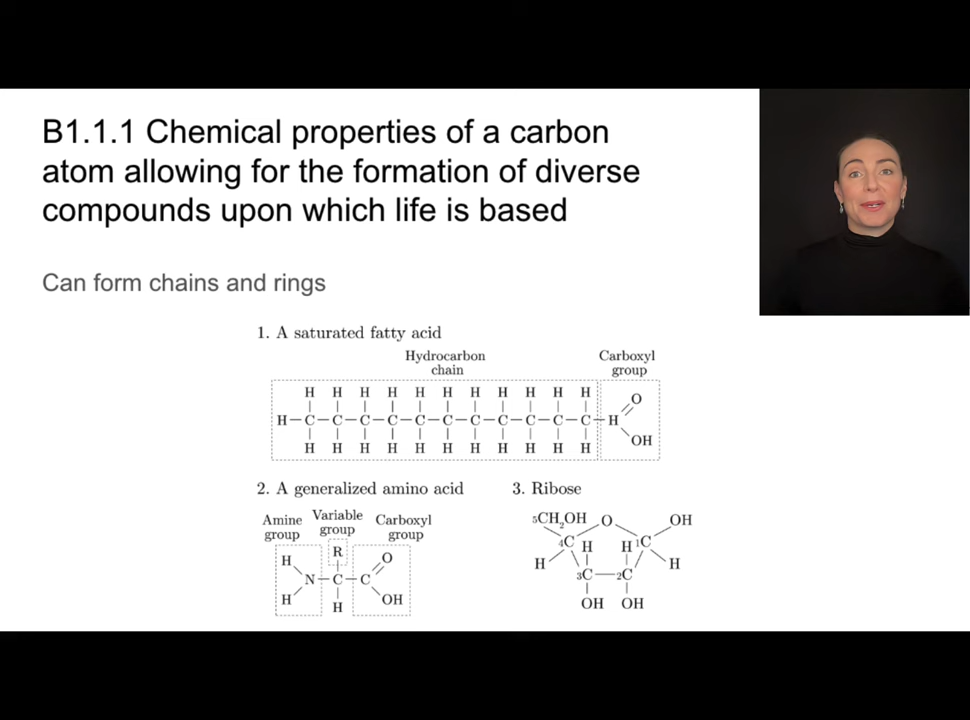 B1.1.1 Chemical properties of a carbon
atom allowing for the formation of diverse
compounds upon which life is based
Can form chains and rings
1. A saturated fatty acid
Hydrocarbon
chain
Carboxyl
group
H H H H H H H H H H H
O
H C C C C C C C C C C C H
OH
H H H H H H H H H H H
2. A generalized amino acid
Amine
group
Variable
group
Carboxyl
group
H R O
N C C
H H OH
3. Ribose
5CH2OH O OH
4C H H 1C
H H
3C 2C
OH OH